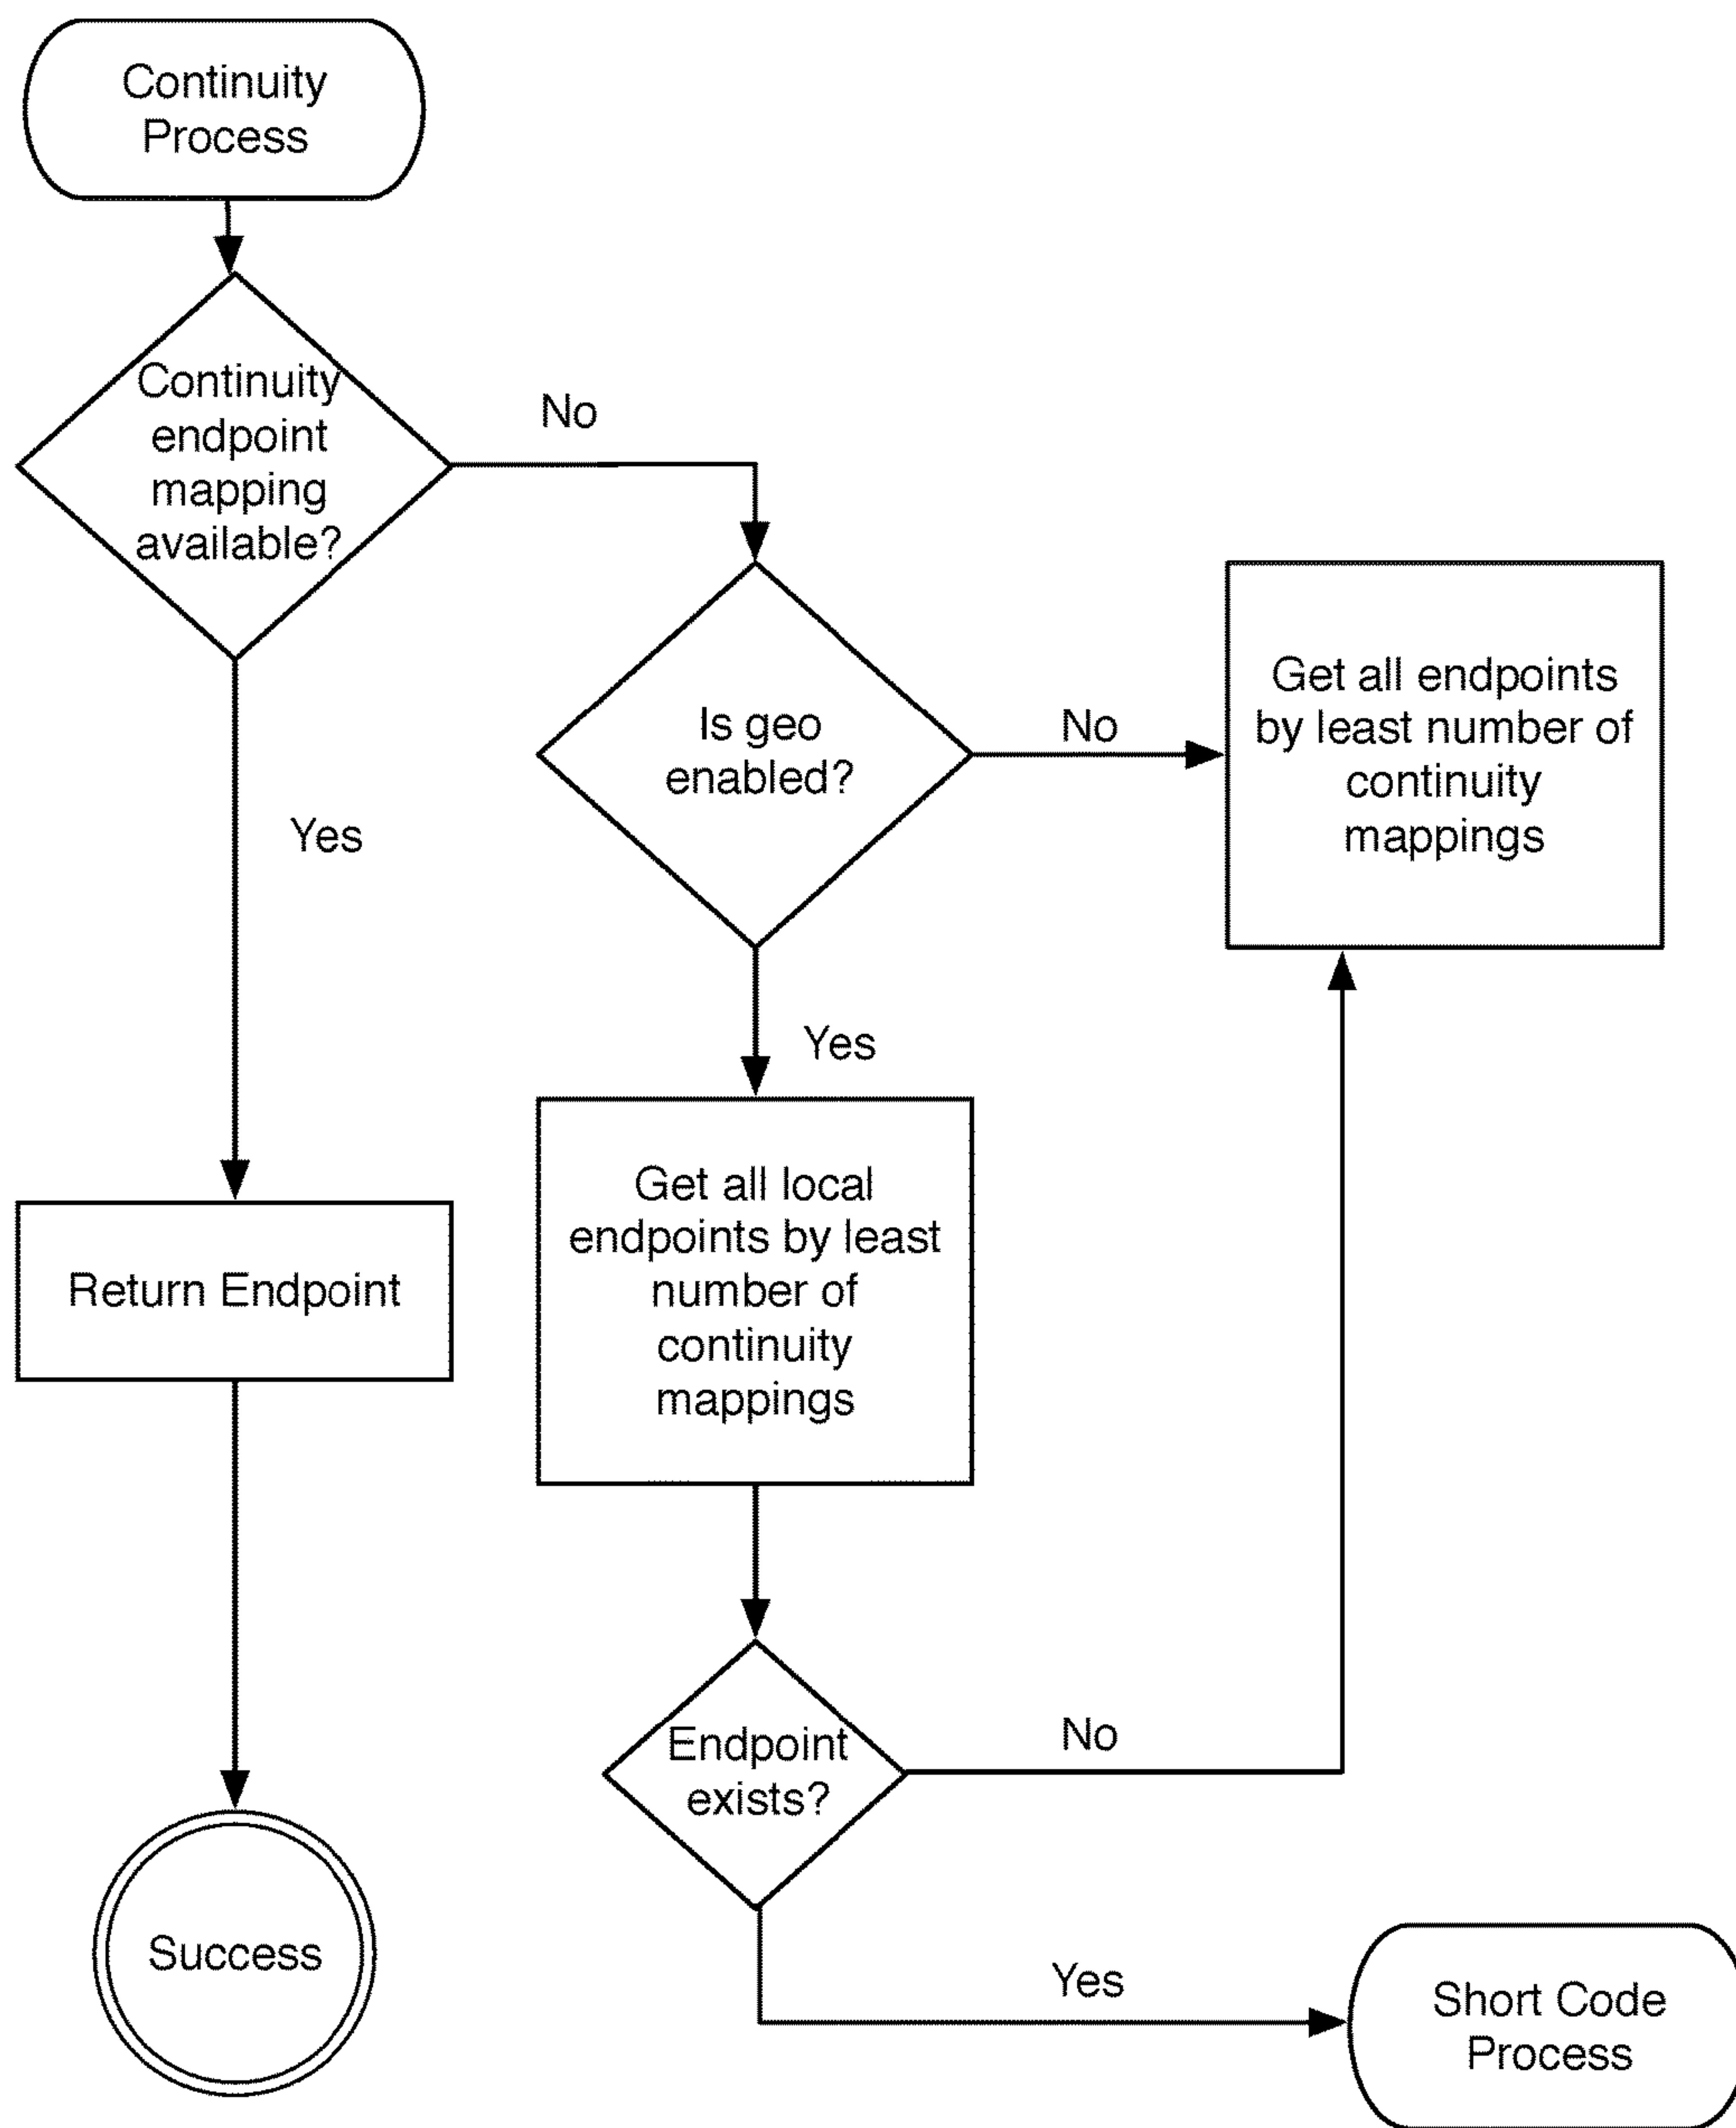 Continuity
Process
Continuity
endpoint
mapping
available?
No
Is geo
enabled?
No
Get all endpoints
by least number of
continuity
mappings
Yes
Yes
Get all local
endpoints by least
number of
continuity
mappings
Return Endpoint
Endpoint
exists?
No
Success
Yes
Short Code
Process